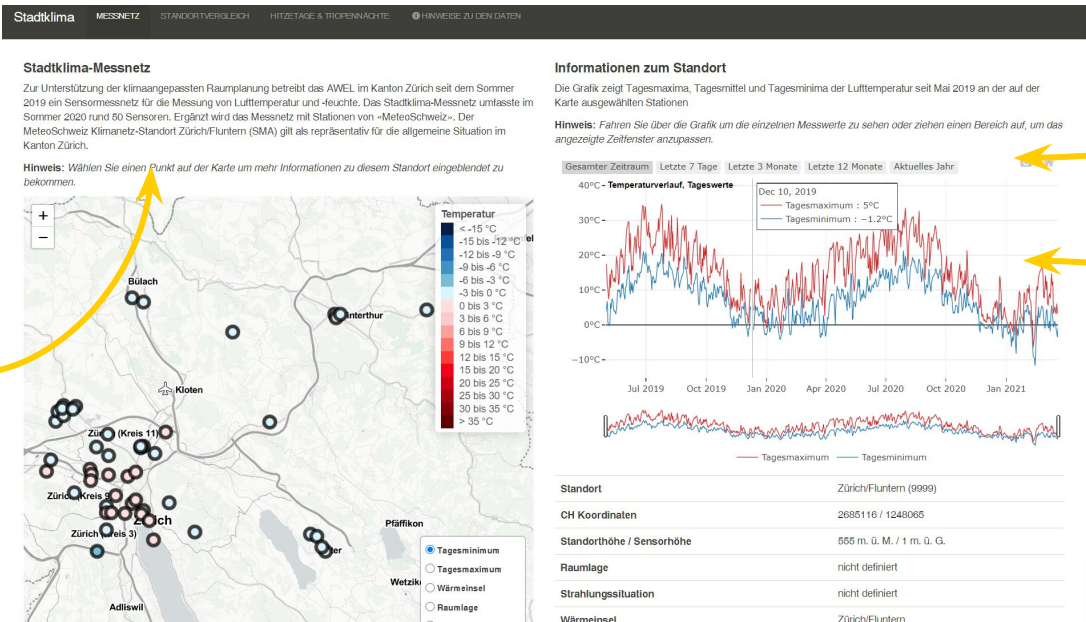 Stadtklima MESSNETZ STANDORTVERGLEICH HITZETAGE & TROPENNÄCHTE HINWEISE ZU DEN DATEN
Stadtklima-Messnetz
Zur Unterstützung der klimaangepassten Raumplanung betreibt das AWEL im Kanton Zürich seit dem Sommer
2019 ein Sensormessnetz für die Messung von Lufttemperatur und -feuchte. Das Stadtklima-Messnetz umfasste im
Sommer 2020 rund 50 Sensoren. Ergänzt wird das Messnetz mit Stationen von «MeteoSchweiz». Der
MeteoSchweiz Klimanetz-Standort Zürich/Fluntern (SMA) gilt als repräsentativ für die allgemeine Situation im
Kanton Zürich.
Hinweis: Wählen Sie einen Punkt auf der Karte um mehr Informationen zu diesem Standort eingeblendet zu
bekommen.
+
−
Temperatur
< -15 °C
-15 bis -12 °C
-12 bis -9 °C
-9 bis -6 °C
-6 bis -3 °C
-3 bis 0 °C
0 bis 3 °C
3 bis 6 °C
6 bis 9 °C
9 bis 12 °C
12 bis 15 °C
15 bis 20 °C
20 bis 25 °C
25 bis 30 °C
30 bis 35 °C
> 35 °C
Bülach
Kloten
(Kreis 11)
Pfäffikon
Adliswil
Tagesminimum
Tagesmaximum
Wärmeinsel
Raumlage
Informationen zum Standort
Die Grafik zeigt Tagesmaxima, Tagesmittel und Tagesminima der Lufttemperatur seit Mai 2019 an der auf der
Karte ausgewählten Stationen
Hinweis: Fahren Sie über die Grafik um die einzelnen Messwerte zu sehen oder ziehen einen Bereich auf, um das
angezeigte Zeitfenster anzupassen.
Gesamter Zeitraum Letzte 7 Tage Letzte 3 Monate Letzte 12 Monate Aktuelles Jahr
Temperaturverlauf, Tageswerte
Dec 10, 2019
Tagesmaximum : 5°C
Tagesminimum : −1.2°C
40°C
30°C
20°C
10°C
0°C
−10°C
Jul 2019 Oct 2019 Jan 2020 Apr 2020 Jul 2020 Oct 2020 Jan 2021
Tagesmaximum Tagesminimum
Standort Zürich/Fluntern (9999)
CH Koordinaten 2685116 / 1248065
Standorthöhe / Sensorhöhe 555 m. ü. M. / 1 m. ü. G.
Raumlage nicht definiert
Strahlungssituation nicht definiert
Wärmeinsel Zürich/Fluntern